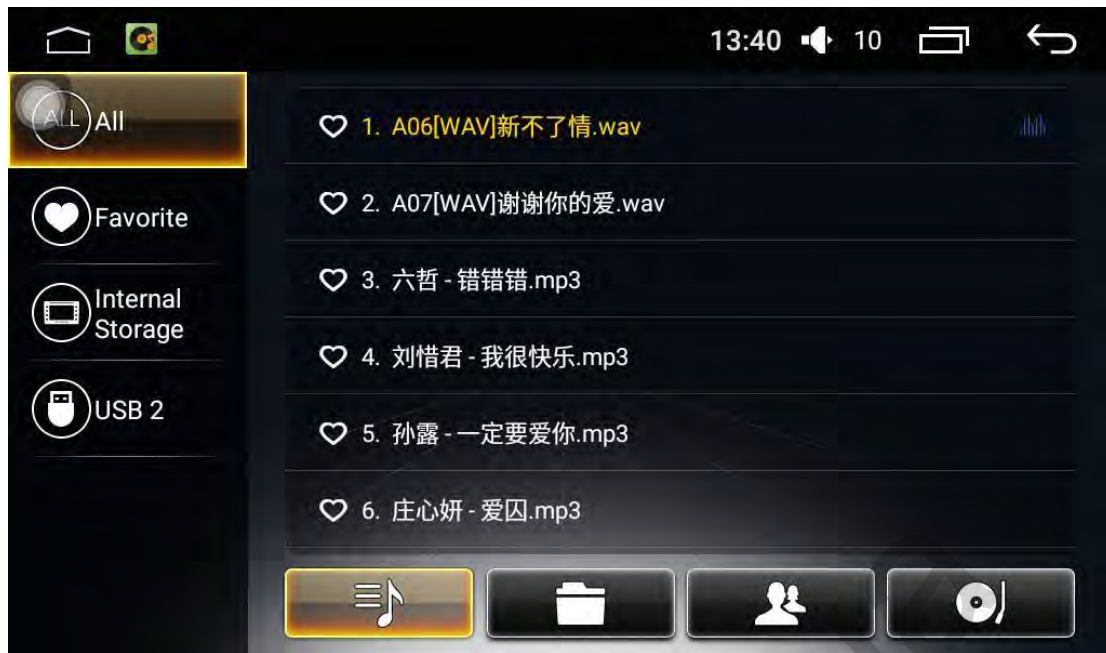 13:40 10
ALL All
Favorite
Internal
Storage
USB 2
1. A06[WAV]新不了情.wav
2. A07[WAV]谢谢你的爱.wav
3. 六哲 - 错错错.mp3
4. 刘惜君 - 我很快乐.mp3
5. 孙露 - 一定要爱你.mp3
6. 庄心妍 - 爱囚.mp3